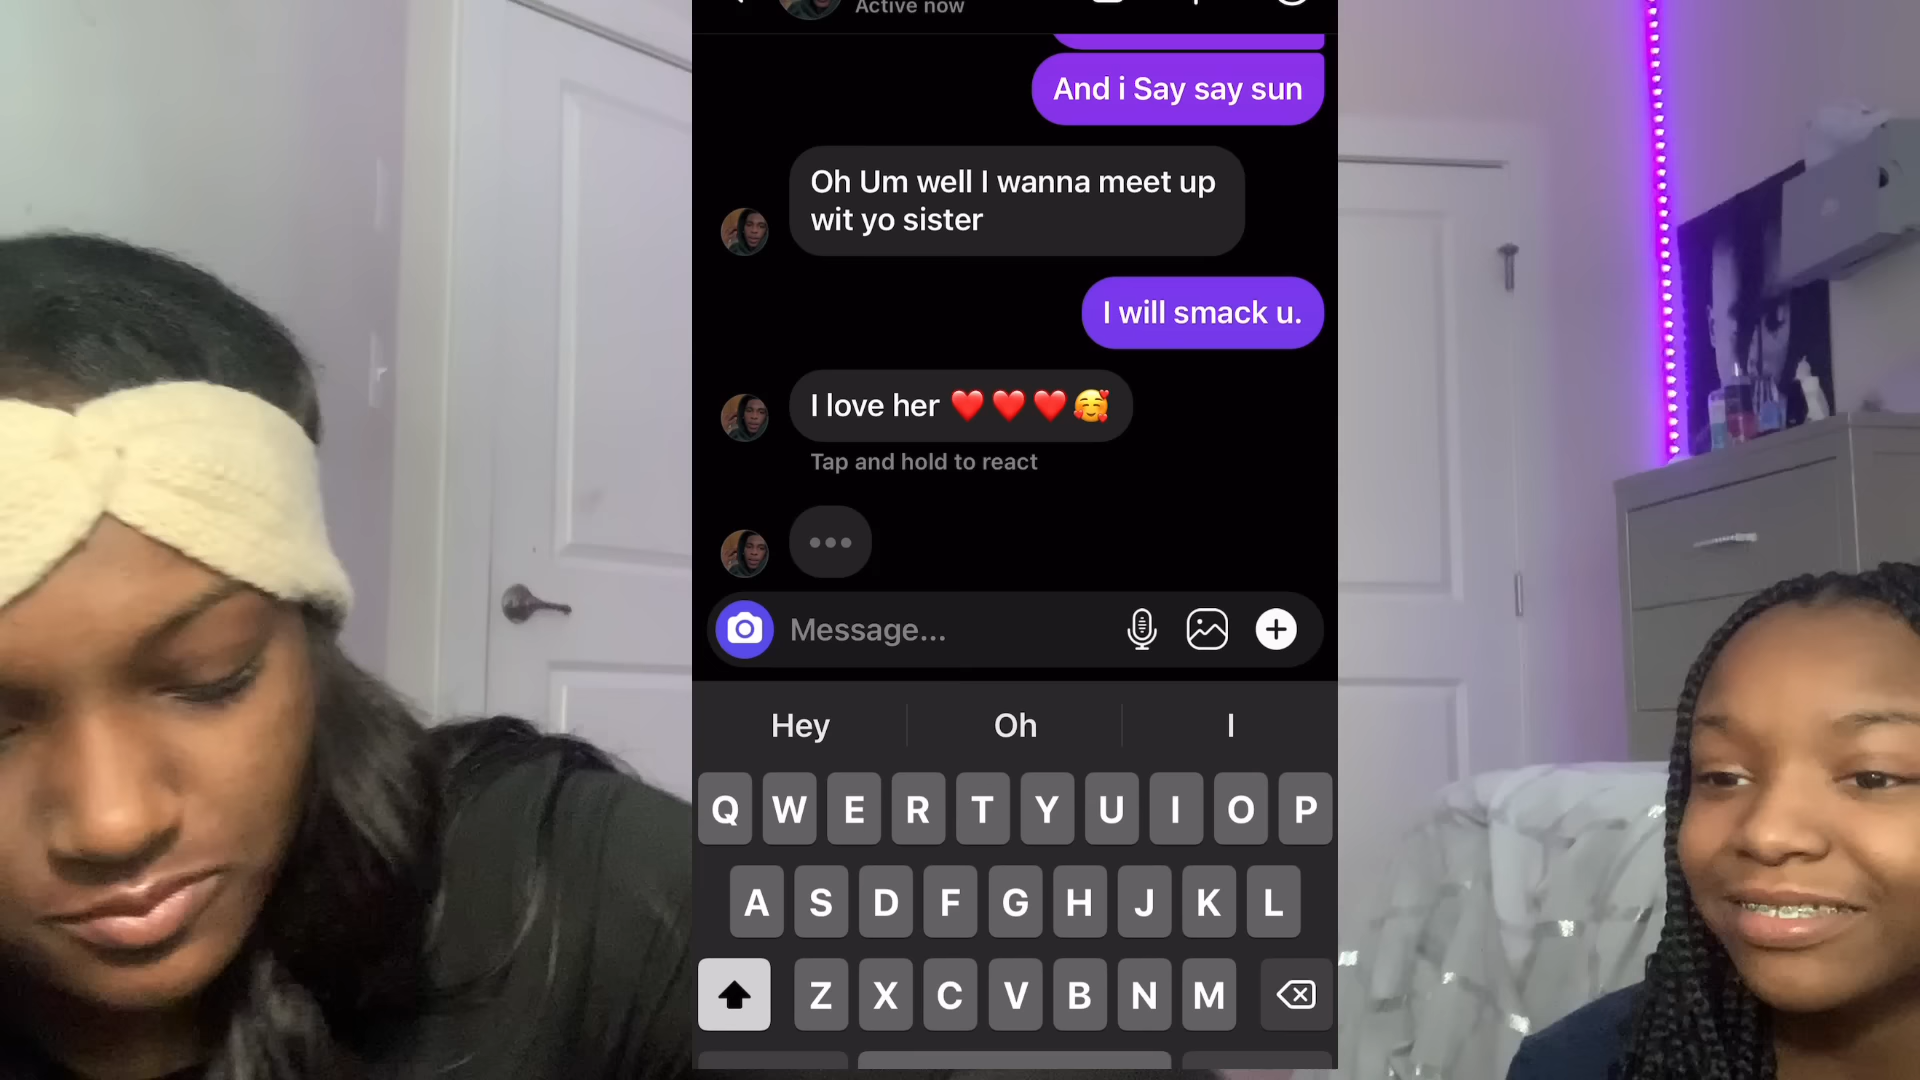 Active now
And i Say say sun
Oh Um well I wanna meet up
wit yo sister
I will smack u.
I love her ❤️❤️❤️🥰
Tap and hold to react
Message...
Hey Oh I
Q W E R T Y U I O P
A S D F G H J K L
Z X C V B N M